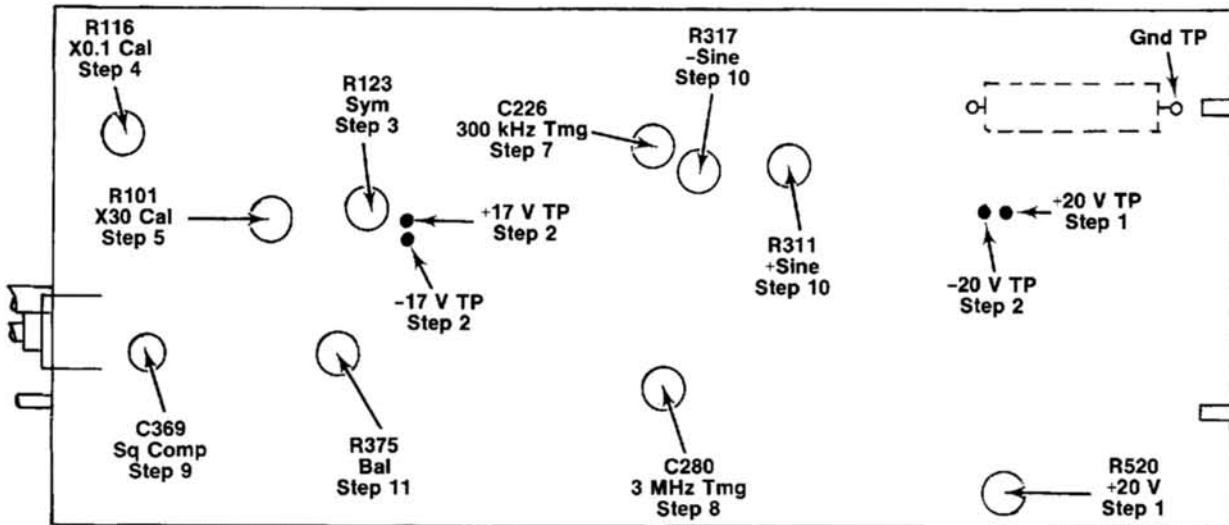 R116
X0.1 Cal
Step 4
R123
Sym
Step 3
C226
300 kHz Tmg
Step 7
R317
-Sine
Step 10
Gnd TP
R101
X30 Cal
Step 5
+17 V TP
Step 2
-17 V TP
Step 2
R311
+Sine
Step 10
+20 V TP
Step 1
-20 V TP
Step 2
C369
Sq Comp
Step 9
R375
Bal
Step 11
C280
3 MHz Tmg
Step 8
R520
+20 V
Step 1